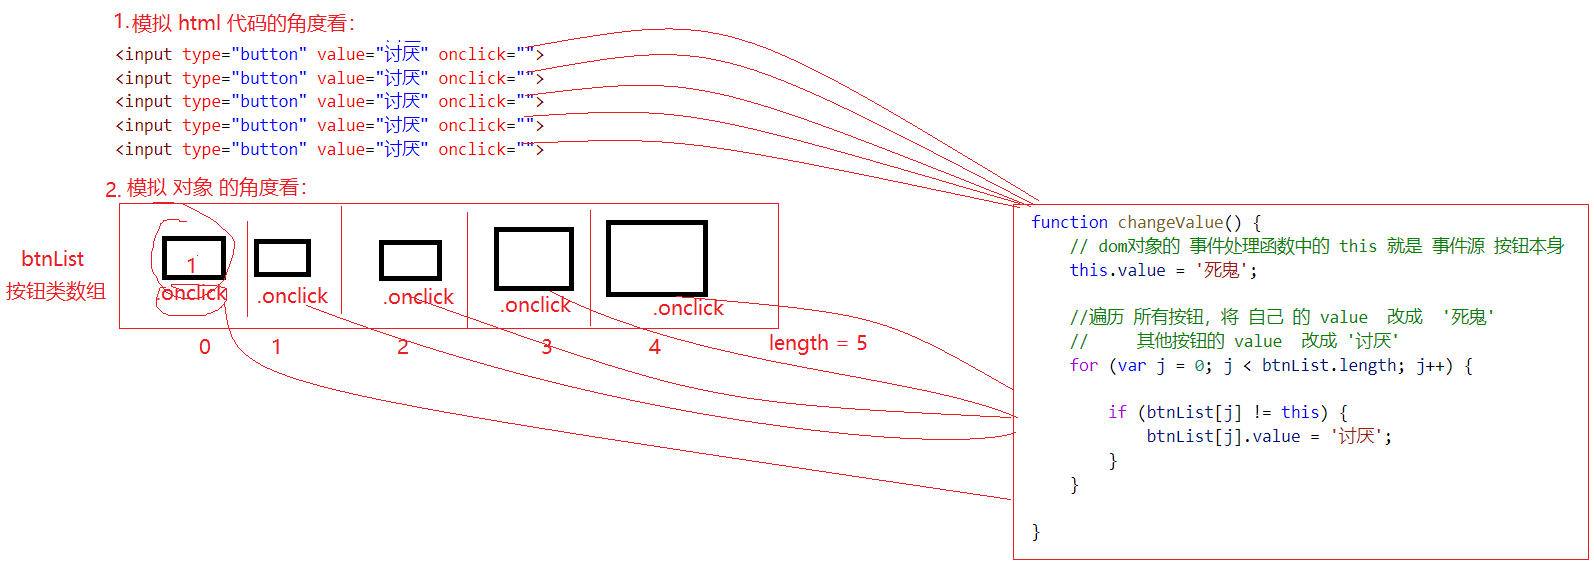 1.模拟 html 代码的角度看：
<input type="button" value="讨厌" onclick="">
<input type="button" value="讨厌" onclick="">
<input type="button" value="讨厌" onclick="">
<input type="button" value="讨厌" onclick="">
<input type="button" value="讨厌" onclick="">
2. 模拟 对象 的角度看：
btnList
按钮类数组
1
.onclick .onclick .onclick .onclick .onclick
0 1 2 3 4 length = 5
function changeValue() {
// dom对象的 事件处理函数中的 this 就是 事件源 按钮本身
this.value = '死鬼';
//遍历 所有按钮，将 自己 的 value 改成 '死鬼'
// 其他按钮的 value 改成 '讨厌'
for (var j = 0; j < btnList.length; j++) {
if (btnList[j] != this) {
btnList[j].value = '讨厌';
}
}
}